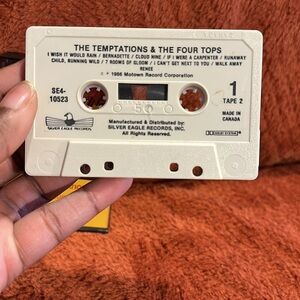 THE TEMPTATIONS & THE FOUR TOPS
I WISH IT WOULD RAIN / BERNADETTE / CLOUD NINE / IF I WERE A CARPENTER / RUNAWAY
CHILD, RUNNING WILD / 7 ROOMS OF GLOOM / I CAN'T GET NEXT TO YOU / WALK AWAY
RENEE
℗ 1986 Motown Record Corporation
SE4-
10523
1
TAPE 2
50
SILVER EAGLE RECORDS
Manufactured & Distributed by:
SILVER EAGLE RECORDS, INC.
All Rights Reserved.
MADE IN
CANADA